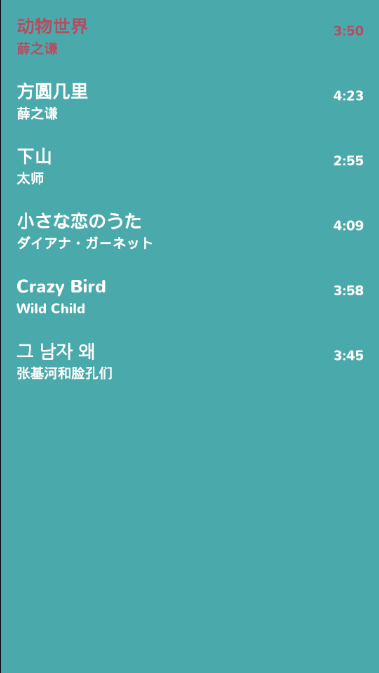 动物世界
3:50
薛之谦
方圆几里
4:23
薛之谦
下山
2:55
太师
小さな恋のうた
4:09
ダイアナ・ガーネット
Crazy Bird
3:58
Wild Child
그 남자 왜
3:45
张基河和脸孔们